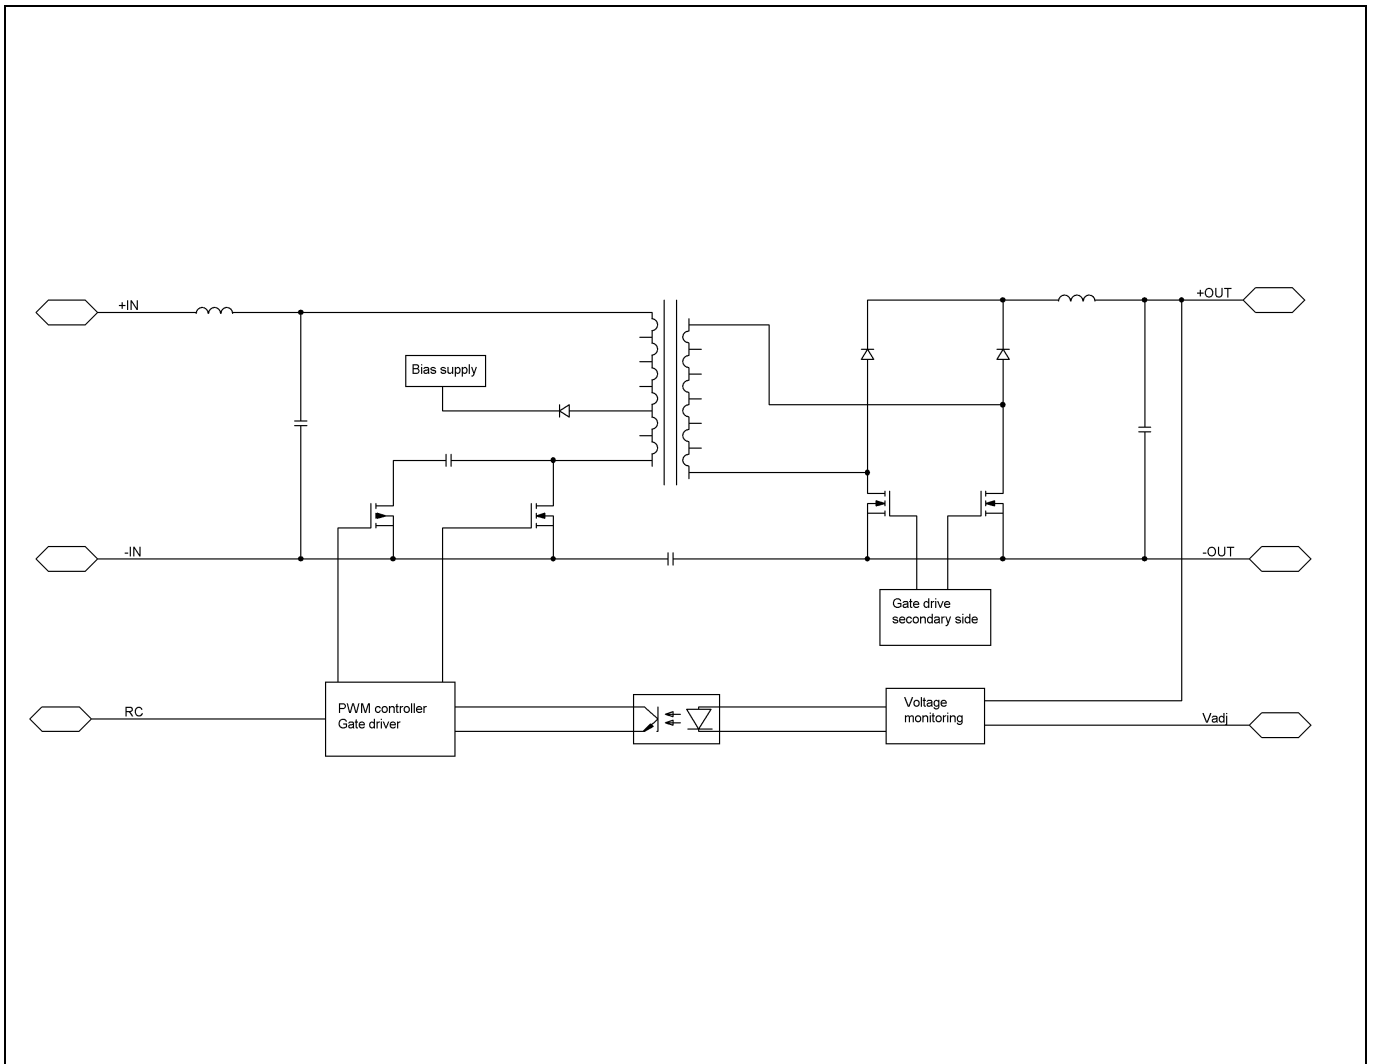 +IN
+OUT
Bias supply
-IN
-OUT
Gate drive
secondary side
RC
PWM controller
Gate driver
Voltage
monitoring
Vadj